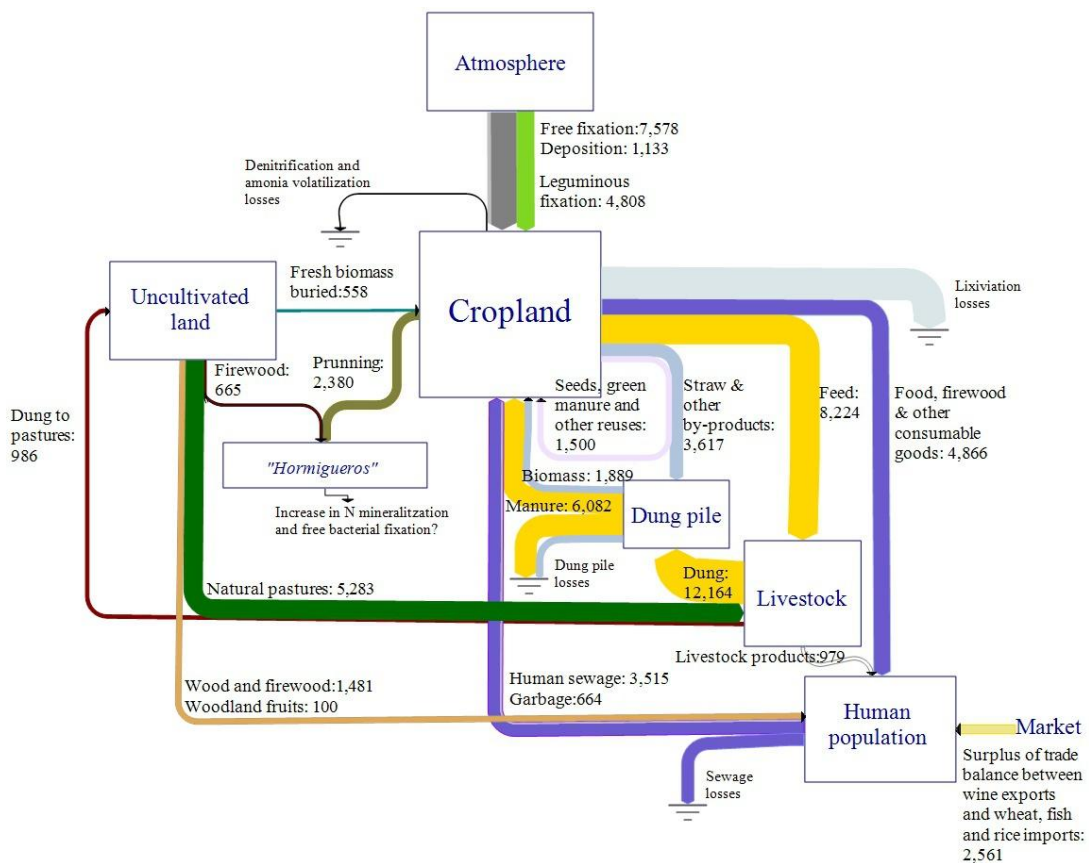 Atmosphere
Free fixation:7,578
Deposition: 1,133
Leguminous
fixation: 4,808
Denitrification and
amonia volatilization
losses
Uncultivated
land
Fresh biomass
buried:558
Cropland
Lixiviation
losses
Firewood:
665
Prunning:
2,380
Seeds, green
manure and
other reuses:
1,500
Straw &
other
by-products:
3,617
Feed:
8,224
Food, firewood
& other
consumable
goods: 4,866
Dung to
pastures:
986
"Hormigueros"
Increase in N mineralitzation
and free bacterial fixation?
Biomass: 1,889
Manure: 6,082
Dung pile
Dung pile
losses
Dung:
12,164
Livestock
Natural pastures: 5,283
Livestock products:979
Wood and firewood:1,481
Woodland fruits: 100
Human sewage: 3,515
Garbage:664
Human
population
Market
Surplus of trade
balance between
wine exports
and wheat, fish
and rice imports:
2,561
Sewage
losses